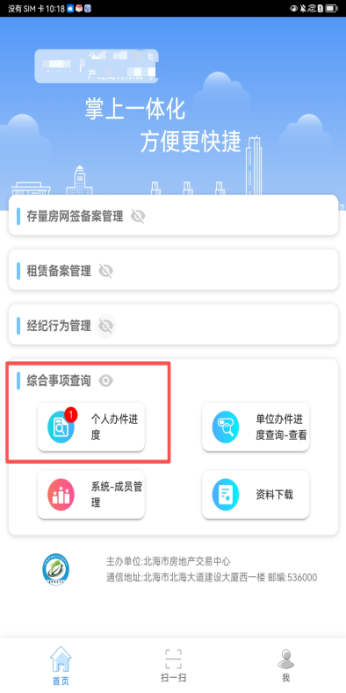 没有 SIM 卡 10:18
掌上一体化
方便更快捷
存量房网签备案管理
租赁备案管理
经纪行为管理
综合事项查询
1
个人办件进
度
单位办件进
度查询-查看
系统-成员管
理
资料下载
主办单位:北海市房地产交易中心
通信地址:北海市北海大道建设大厦西一楼 邮编:536000
首页
扫一扫
我